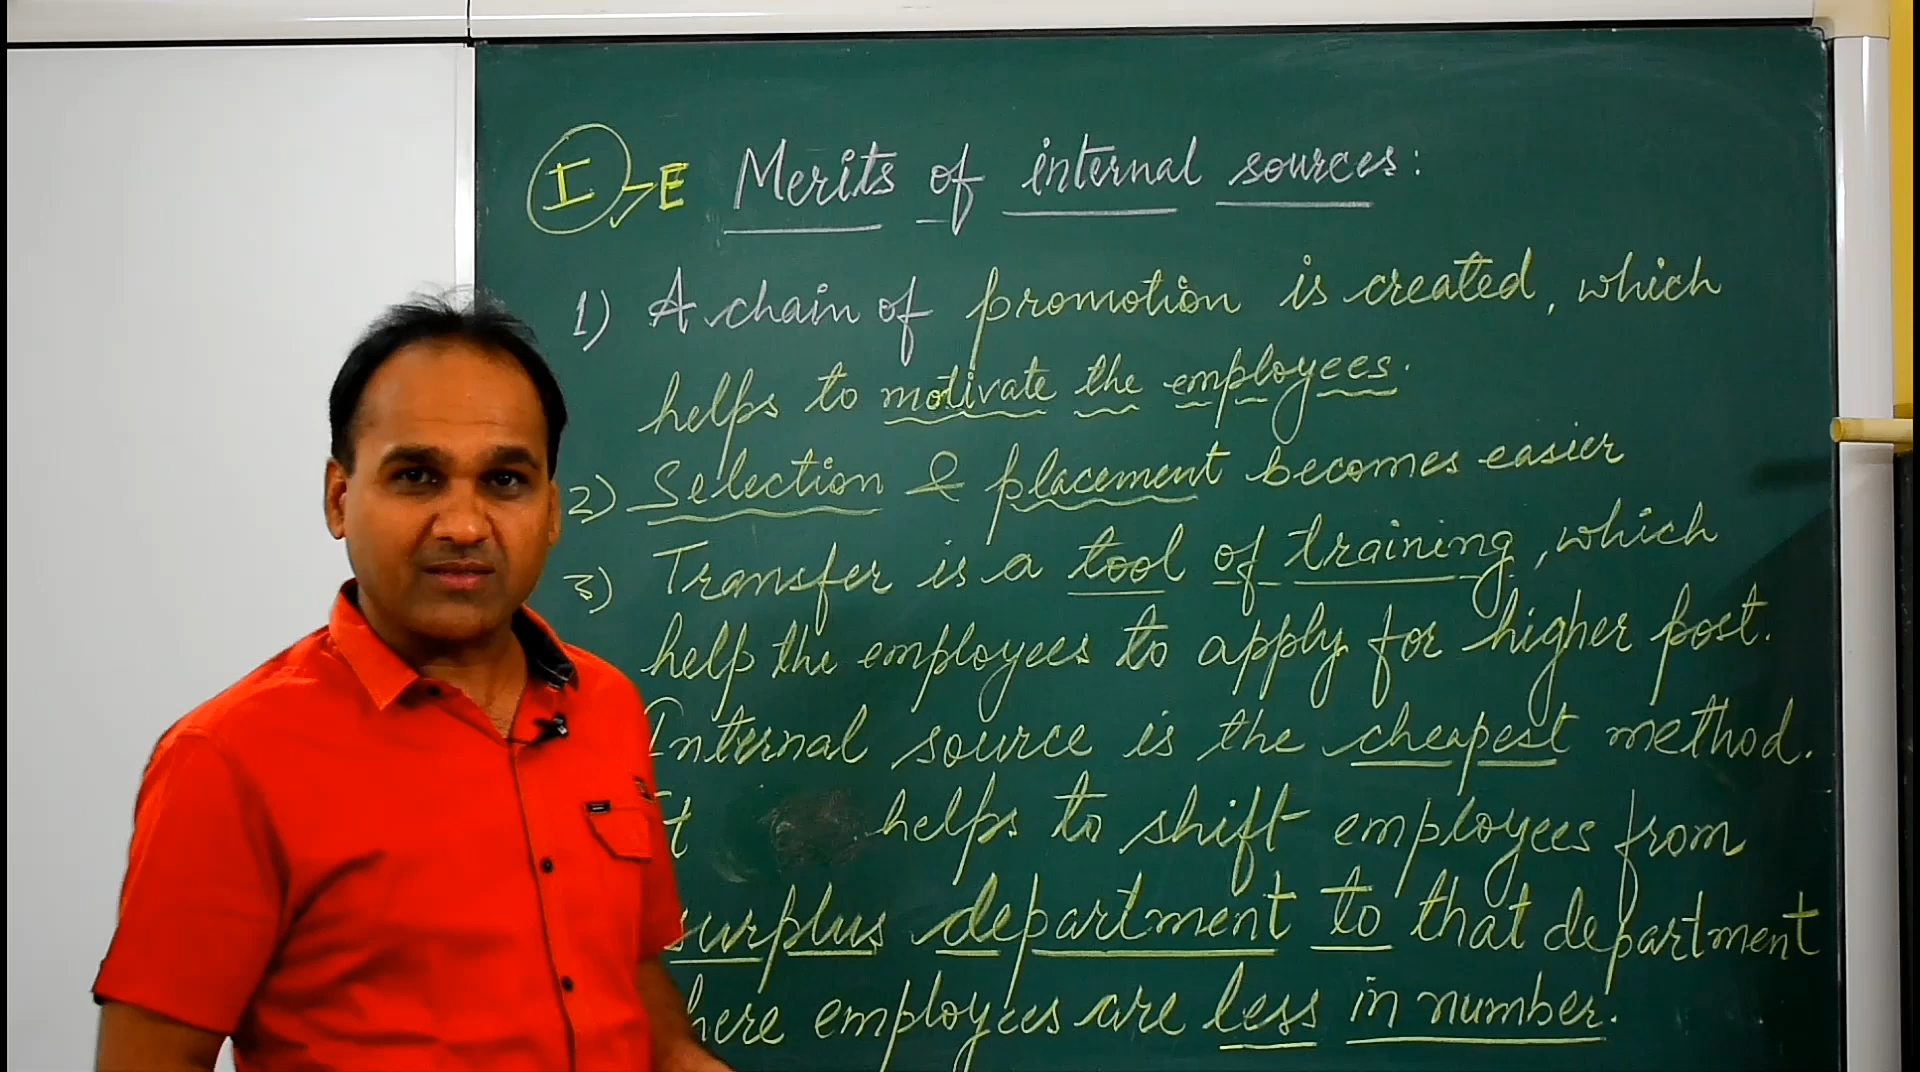 I > E Merits of internal sources:
1) A chain of promotion is created, which
helps to motivate the employees.
2) Selection & placement becomes easier
3) Transfer is a tool of training, which
help the employees to apply for higher post.
Internal source is the cheapest method.
It helps to shift employees from
surplus department to that department
here employees are less in number.